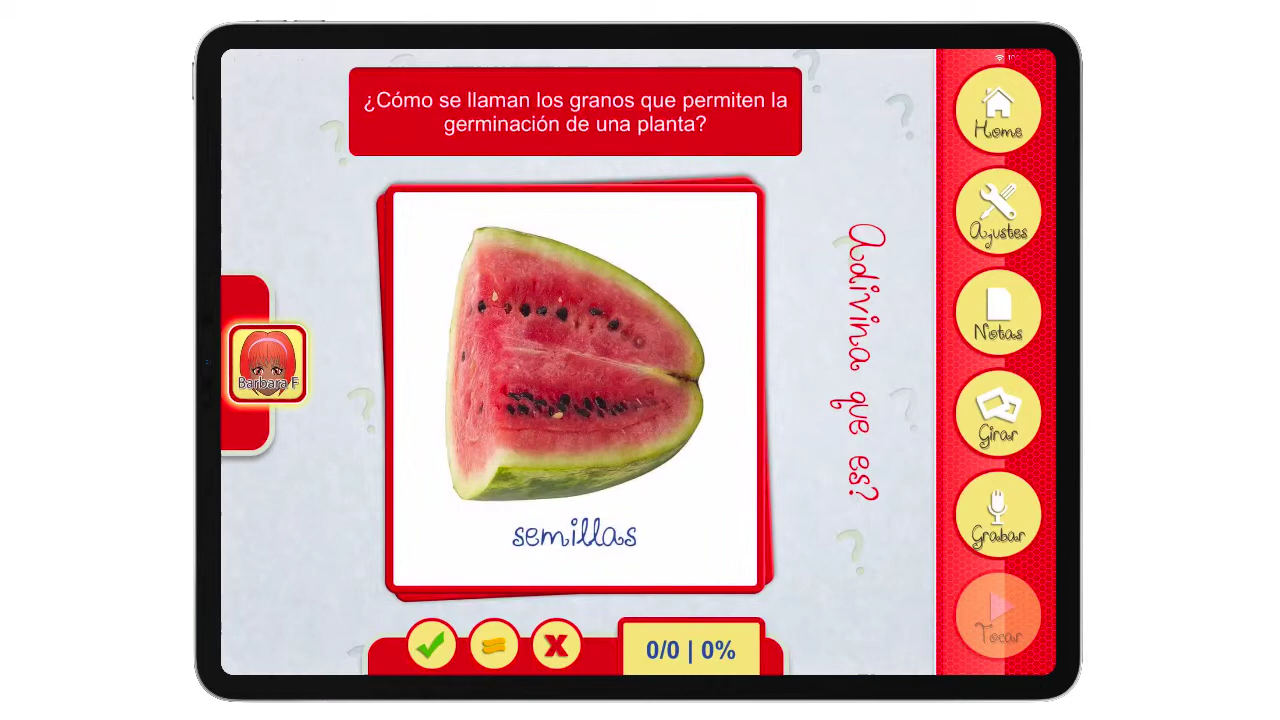 ¿Cómo se llaman los granos que permiten la
germinación de una planta?
semillas
Adivina que es?
Barbara F
Home
Ajustes
Notas
Girar
Grabar
Tocar
0/0 | 0%